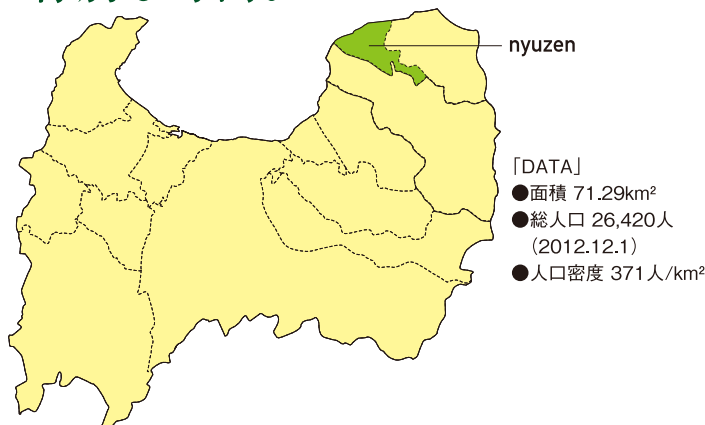 nyuzen
「DATA」
●面積 71.29km²
●総人口 26,420人
（2012.12.1）
●人口密度 371人/km²